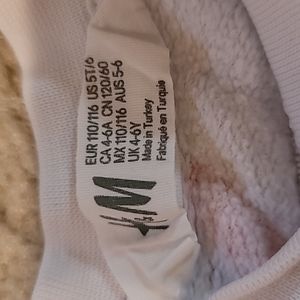 EUR 110/116 US 5T/6
CA 4-6A CN 120/60
MX 110/116 AUS 5-6
UK 4-6Y
Made in Turkey
Fabriqué en Turquie
H&M